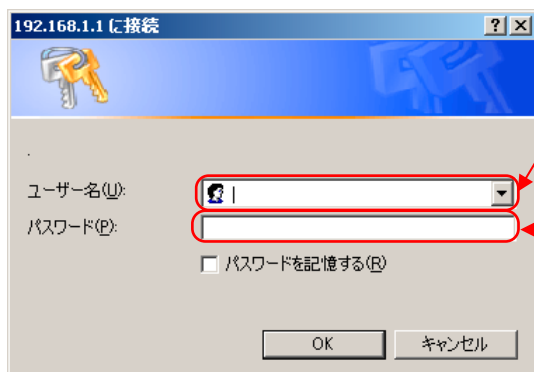 192.168.1.1 に接続
.
ユーザー名(U):
パスワード(P):
パスワードを記憶する(R)
OK
キャンセル